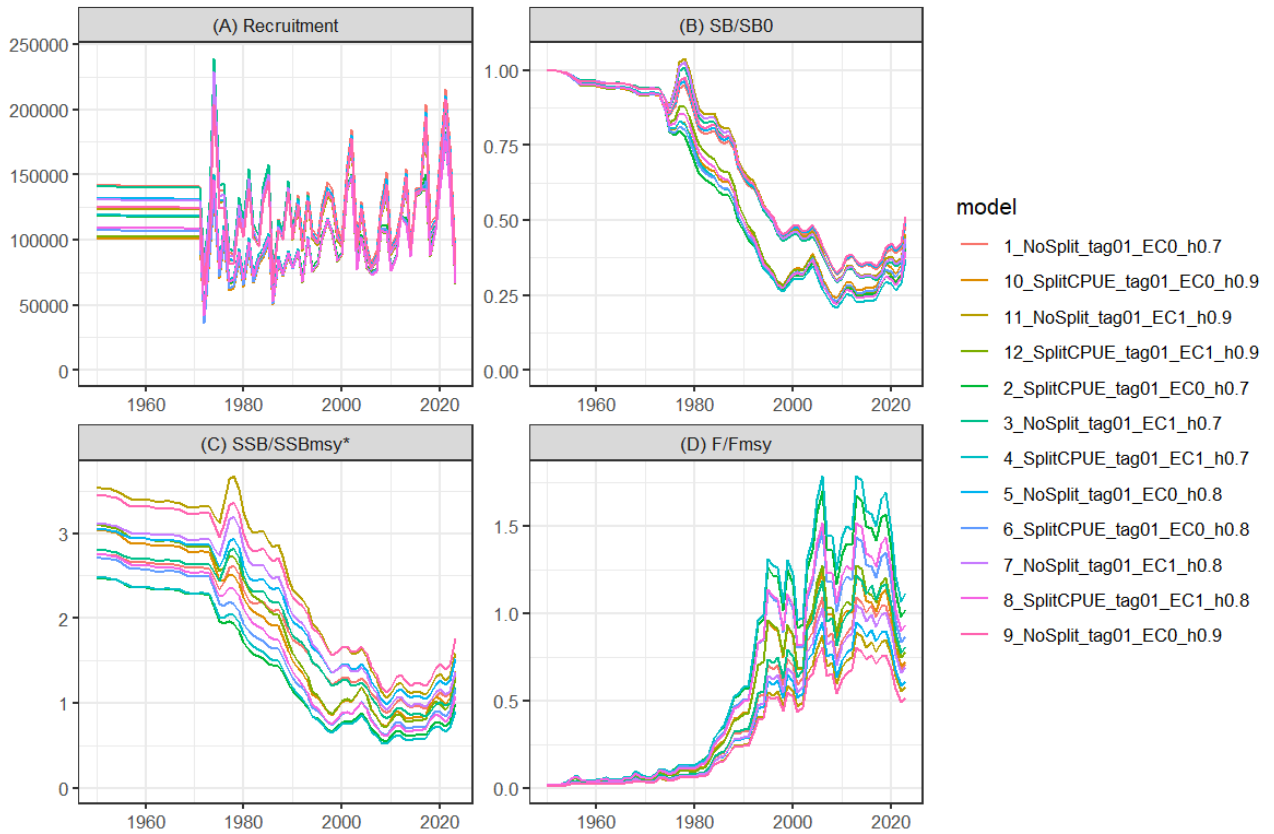 (A) Recruitment
250000
200000
150000
100000
50000
0
1960 1980 2000 2020
(B) SB/SB0
1.00
0.75
0.50
0.25
0.00
1960 1980 2000 2020
(C) SSB/SSBmsy*
3
2
1
0
1960 1980 2000 2020
(D) F/Fmsy
1.5
1.0
0.5
0.0
1960 1980 2000 2020
model
1_NoSplit_tag01_EC0_h0.7
10_SplitCPUE_tag01_EC0_h0.9
11_NoSplit_tag01_EC1_h0.9
12_SplitCPUE_tag01_EC1_h0.9
2_SplitCPUE_tag01_EC0_h0.7
3_NoSplit_tag01_EC1_h0.7
4_SplitCPUE_tag01_EC1_h0.7
5_NoSplit_tag01_EC0_h0.8
6_SplitCPUE_tag01_EC0_h0.8
7_NoSplit_tag01_EC1_h0.8
8_SplitCPUE_tag01_EC1_h0.8
9_NoSplit_tag01_EC0_h0.9